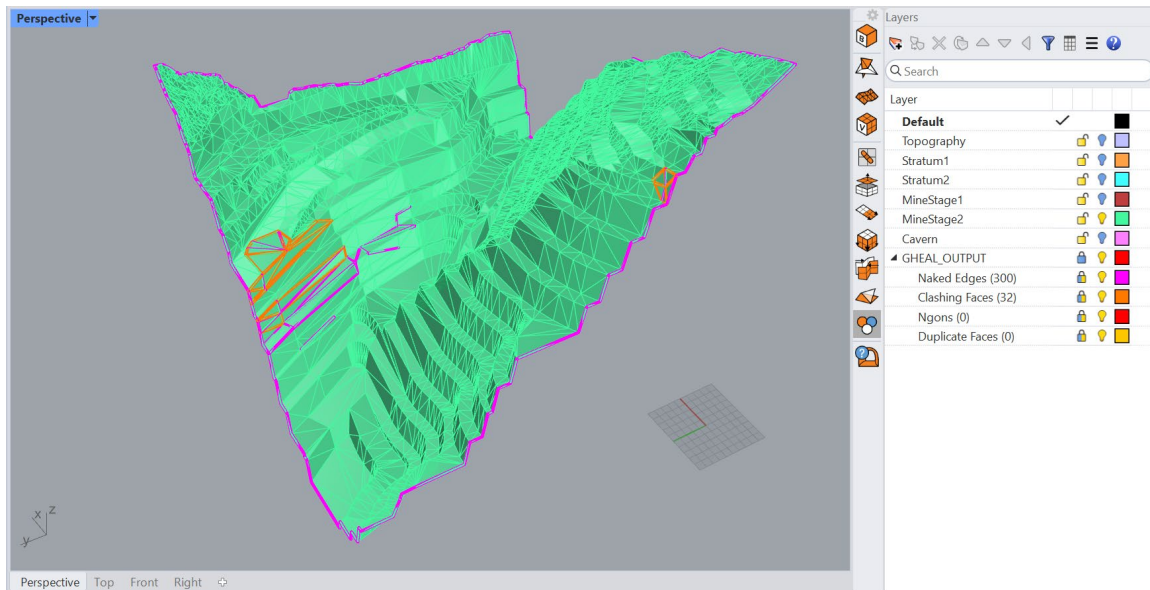 Perspective
x z
y
Perspective Top Front Right
Layers
Search
Layer
Default
Topography
Stratum1
Stratum2
MineStage1
MineStage2
Cavern
GHEAL_OUTPUT
Naked Edges (300)
Clashing Faces (32)
Ngons (0)
Duplicate Faces (0)